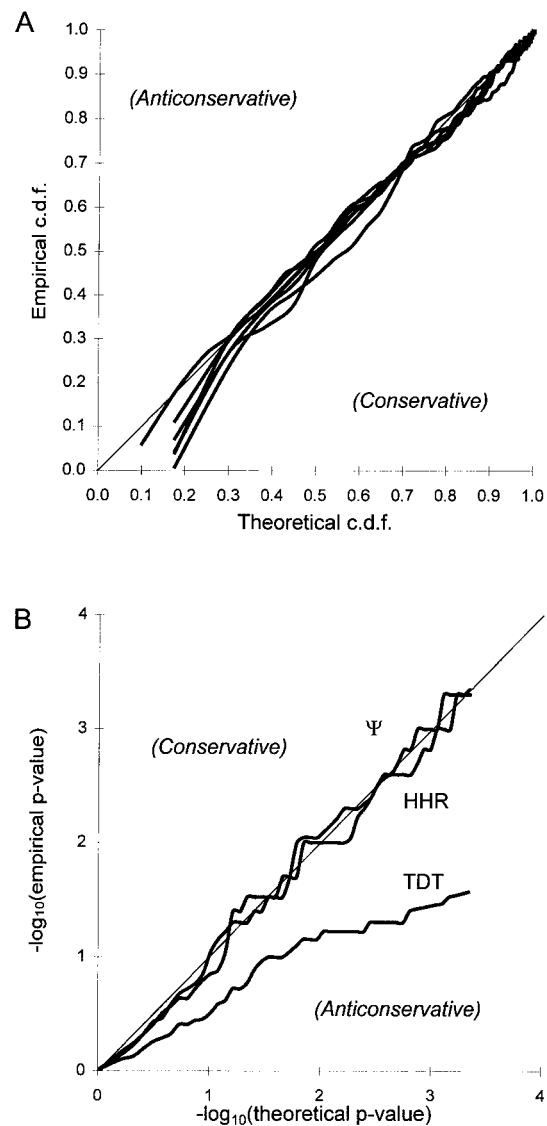 A
1.0
0.9
(Anticonservative)
0.8
0.7
0.6
0.5
0.4
0.3
0.2
(Conservative)
0.1
0.0
Empirical c.d.f.
0.0 0.1 0.2 0.3 0.4 0.5 0.6 0.7 0.8 0.9 1.0
Theoretical c.d.f.
B
4
Ψ
(Conservative)
3
HHR
2
TDT
1
(Anticonservative)
0
-log10(empirical p-value)
0 1 2 3 4
-log10(theoretical p-value)